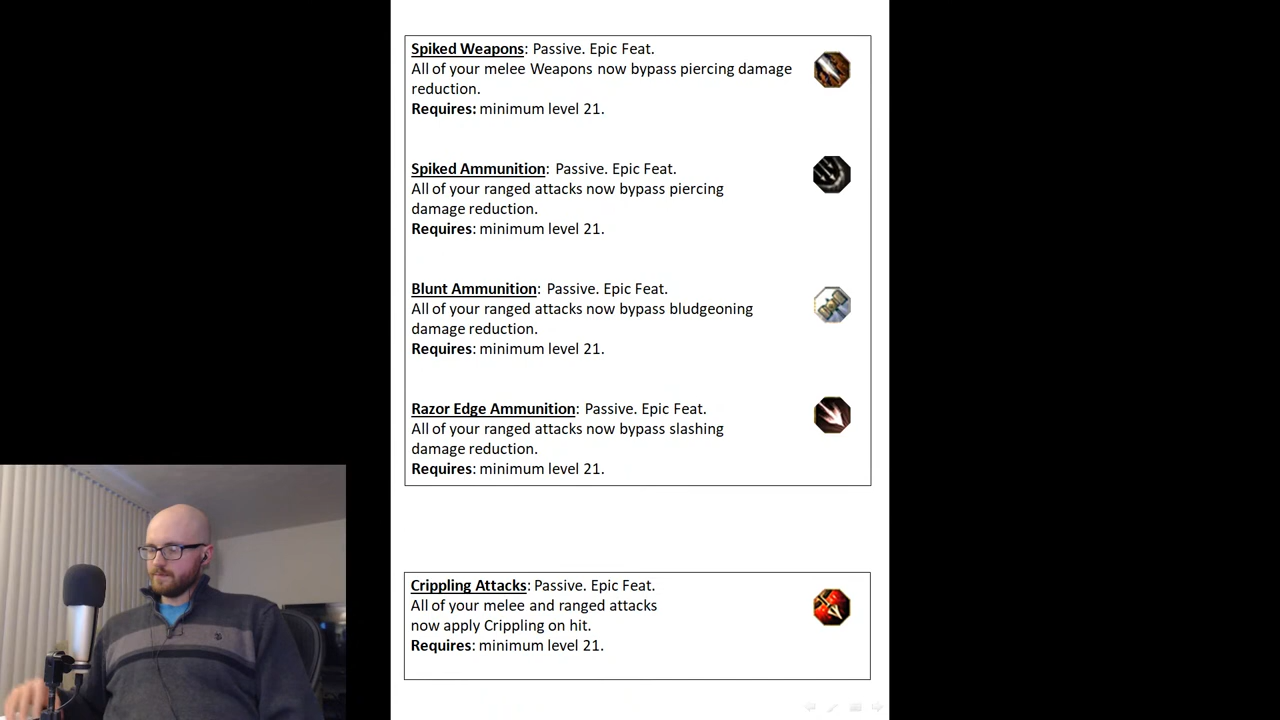 Spiked Weapons: Passive. Epic Feat.
All of your melee Weapons now bypass piercing damage
reduction.
Requires: minimum level 21.
Spiked Ammunition: Passive. Epic Feat.
All of your ranged attacks now bypass piercing
damage reduction.
Requires: minimum level 21.
Blunt Ammunition: Passive. Epic Feat.
All of your ranged attacks now bypass bludgeoning
damage reduction.
Requires: minimum level 21.
Razor Edge Ammunition: Passive. Epic Feat.
All of your ranged attacks now bypass slashing
damage reduction.
Requires: minimum level 21.
Crippling Attacks: Passive. Epic Feat.
All of your melee and ranged attacks
now apply Crippling on hit.
Requires: minimum level 21.